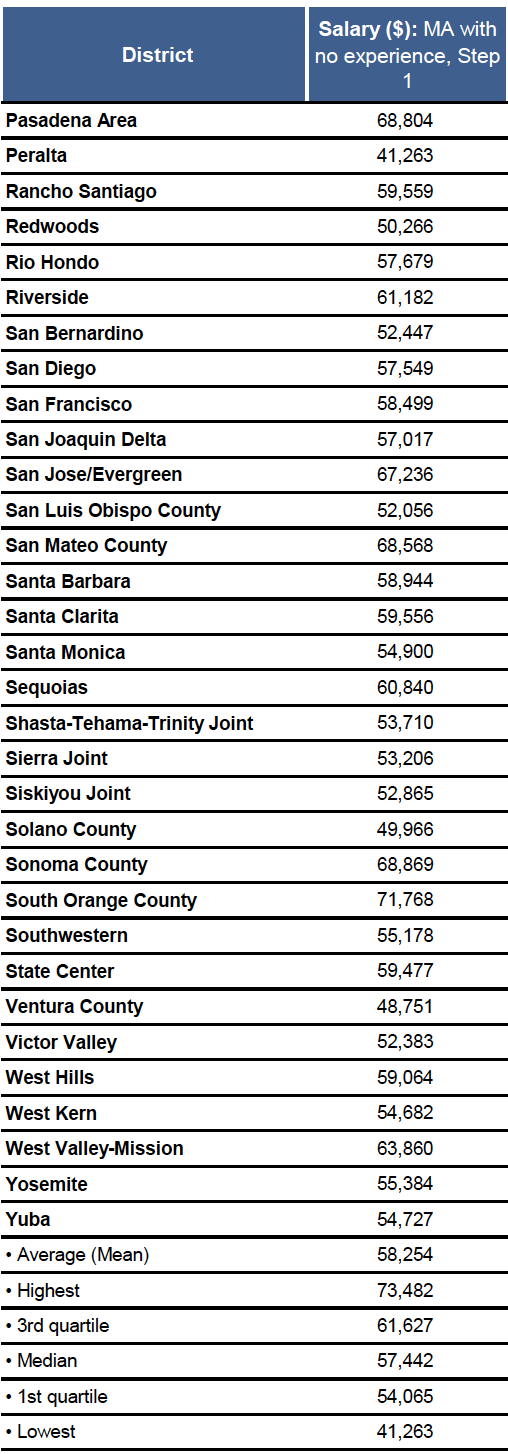 District Salary ($): MA with no experience, Step 1
Pasadena Area 68,804
Peralta 41,263
Rancho Santiago 59,559
Redwoods 50,266
Rio Hondo 57,679
Riverside 61,182
San Bernardino 52,447
San Diego 57,549
San Francisco 58,499
San Joaquin Delta 57,017
San Jose/Evergreen 67,236
San Luis Obispo County 52,056
San Mateo County 68,568
Santa Barbara 58,944
Santa Clarita 59,556
Santa Monica 54,900
Sequoias 60,840
Shasta-Tehama-Trinity Joint 53,710
Sierra Joint 53,206
Siskiyou Joint 52,865
Solano County 49,966
Sonoma County 68,869
South Orange County 71,768
Southwestern 55,178
State Center 59,477
Ventura County 48,751
Victor Valley 52,383
West Hills 59,064
West Kern 54,682
West Valley-Mission 63,860
Yosemite 55,384
Yuba 54,727
• Average (Mean) 58,254
• Highest 73,482
• 3rd quartile 61,627
• Median 57,442
• 1st quartile 54,065
• Lowest 41,263